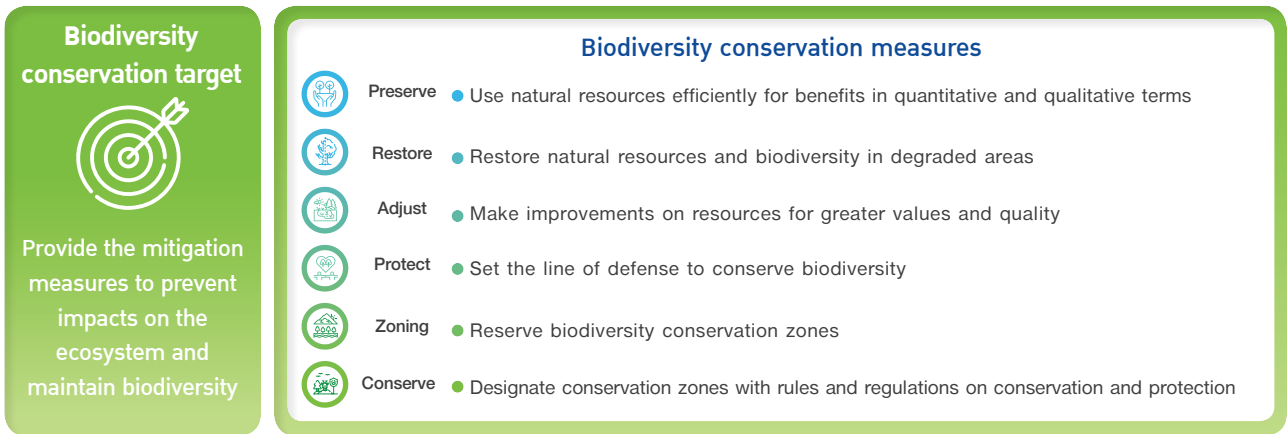 Biodiversity
conservation target
Provide the mitigation
measures to prevent
impacts on the
ecosystem and
maintain biodiversity
Biodiversity conservation measures
Preserve • Use natural resources efficiently for benefits in quantitative and qualitative terms
Restore • Restore natural resources and biodiversity in degraded areas
Adjust • Make improvements on resources for greater values and quality
Protect • Set the line of defense to conserve biodiversity
Zoning • Reserve biodiversity conservation zones
Conserve • Designate conservation zones with rules and regulations on conservation and protection